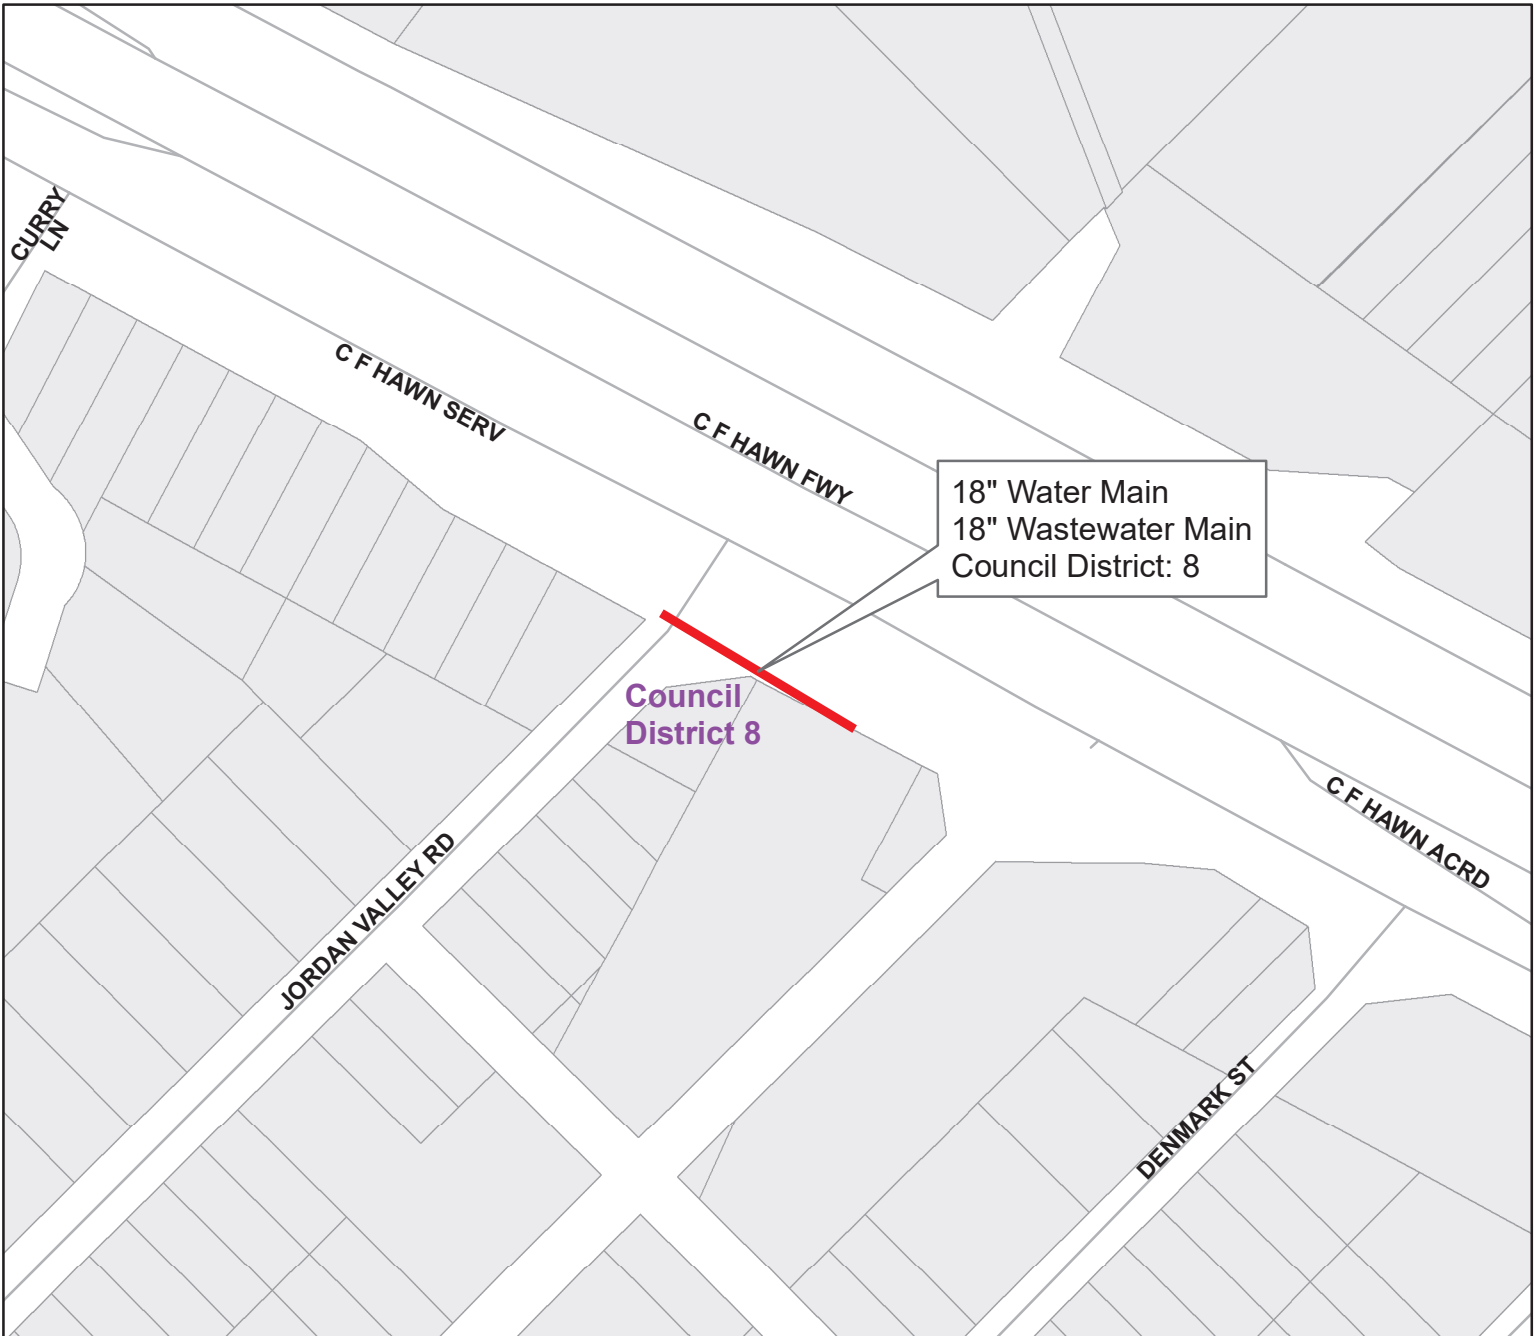 CURRY
LN
C F HAWN SERV
C F HAWN FWY
18" Water Main
18" Wastewater Main
Council District: 8
Council
District 8
C F HAWN ACRD
JORDAN VALLEY RD
DENMARK ST